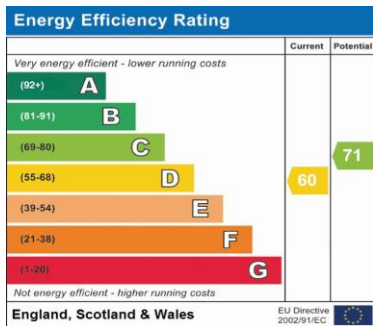 Energy Efficiency Rating
Current Potential
Very energy efficient - lower running costs
(92+) A
(81-91) B
(69-80) C
71
(55-68) D
60
(39-54) E
(21-38) F
(1-20) G
Not energy efficient - higher running costs
England, Scotland & Wales
EU Directive
2002/91/EC